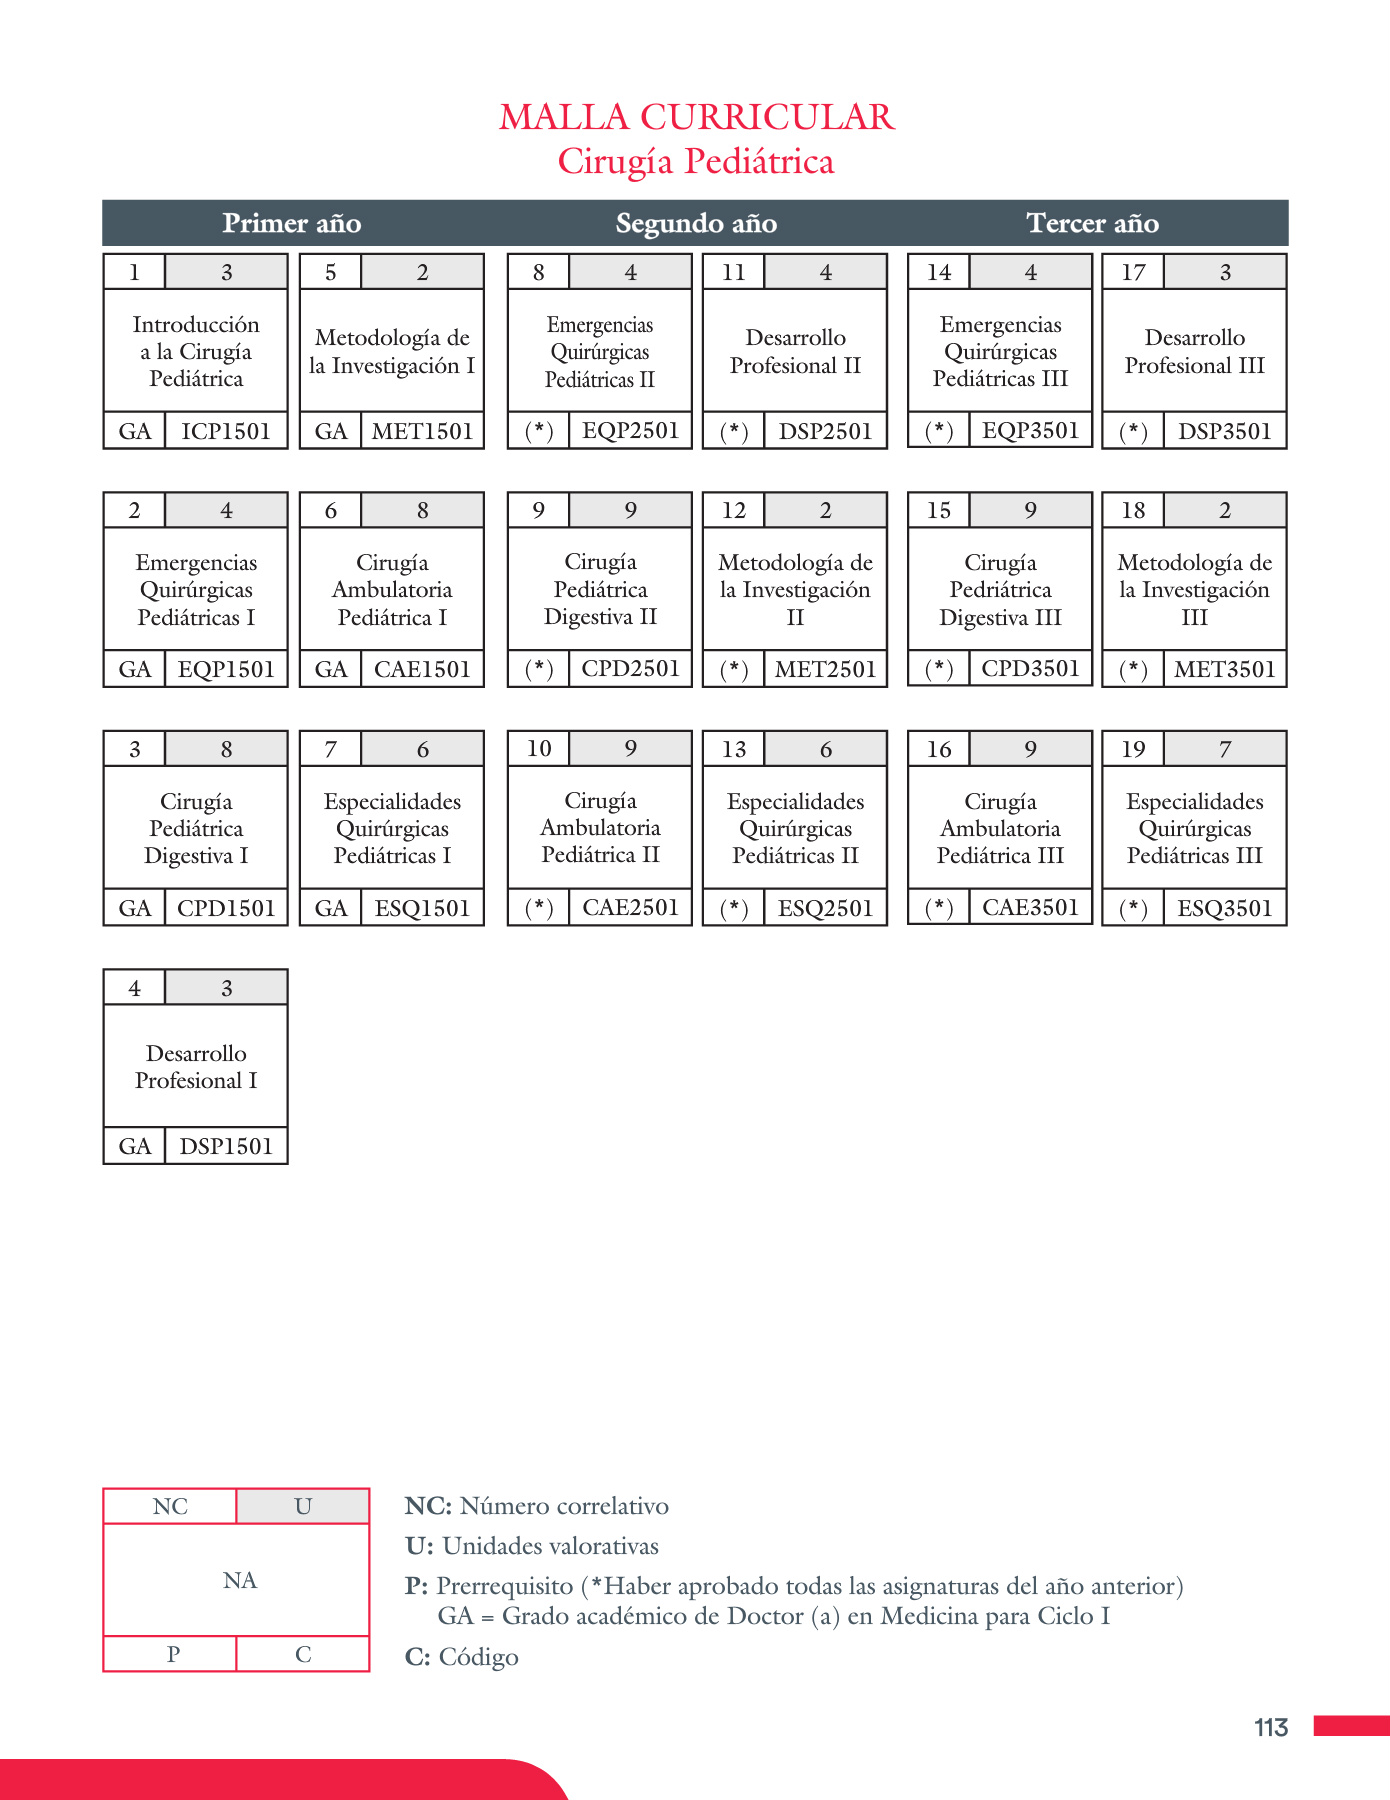 MALLA CURRICULAR
Cirugía Pediátrica
Primer año
Segundo año
Tercer año
1 3
Introducción
a la Cirugía
Pediátrica
GA ICP1501
5 2
Metodología de
la Investigación I
GA MET1501
8 4
Emergencias
Quirúrgicas
Pediátricas II
(*) EQP2501
11 4
Desarrollo
Profesional II
(*) DSP2501
14 4
Emergencias
Quirúrgicas
Pediátricas III
(*) EQP3501
17 3
Desarrollo
Profesional III
(*) DSP3501
2 4
Emergencias
Quirúrgicas
Pediátricas I
GA EQP1501
6 8
Cirugía
Ambulatoria
Pediátrica I
GA CAE1501
9 9
Cirugía
Pediátrica
Digestiva II
(*) CPD2501
12 2
Metodología de
la Investigación
II
(*) MET2501
15 9
Cirugía
Pedriátrica
Digestiva III
(*) CPD3501
18 2
Metodología de
la Investigación
III
(*) MET3501
3 8
Cirugía
Pediátrica
Digestiva I
GA CPD1501
7 6
Especialidades
Quirúrgicas
Pediátricas I
GA ESQ1501
10 9
Cirugía
Ambulatoria
Pediátrica II
(*) CAE2501
13 6
Especialidades
Quirúrgicas
Pediátricas II
(*) ESQ2501
16 9
Cirugía
Ambulatoria
Pediátrica III
(*) CAE3501
19 7
Especialidades
Quirúrgicas
Pediátricas III
(*) ESQ3501
4 3
Desarrollo
Profesional I
GA DSP1501
NC U
NA
P C
NC: Número correlativo
U: Unidades valorativas
P: Prerrequisito (*Haber aprobado todas las asignaturas del año anterior)
GA = Grado académico de Doctor (a) en Medicina para Ciclo I
C: Código
113